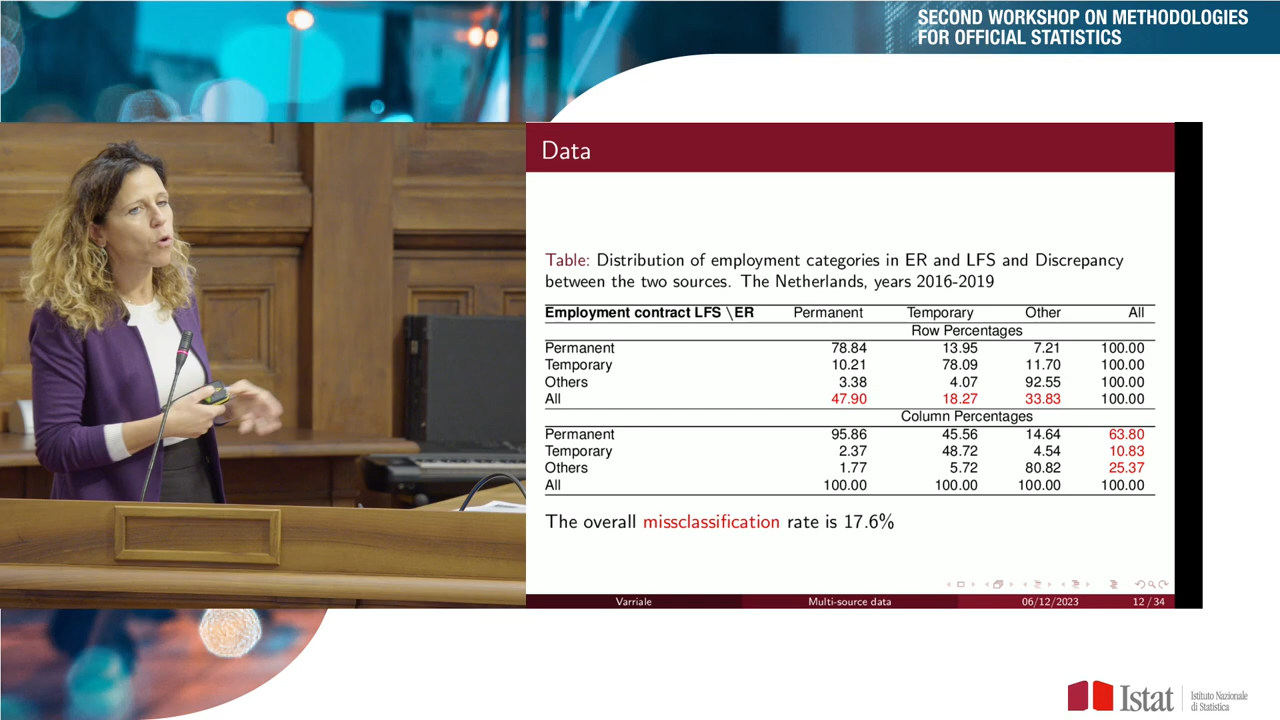 SECOND WORKSHOP ON METHODOLOGIES
FOR OFFICIAL STATISTICS
Data
Table: Distribution of employment categories in ER and LFS and Discrepancy
between the two sources. The Netherlands, years 2016-2019
Employment contract LFS \ER Permanent Temporary Other All
Row Percentages
Permanent 78.84 13.95 7.21 100.00
Temporary 10.21 78.09 11.70 100.00
Others 3.38 4.07 92.55 100.00
All 47.90 18.27 33.83 100.00
Column Percentages
Permanent 95.86 45.56 14.64 63.80
Temporary 2.37 48.72 4.54 10.83
Others 1.77 5.72 80.82 25.37
All 100.00 100.00 100.00 100.00
The overall missclassification rate is 17.6%
Varriale Multi-source data 06/12/2023 12 / 34
Istat Istituto Nazionale
di Statistica